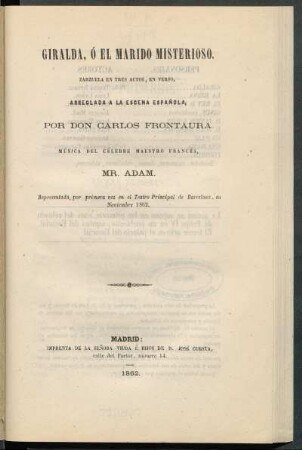 GIRALDA, Ó EL MARIDO MISTERIOSO.
ZARZUELA EN TRES ACTOS, EN VERSO,
ARREGLADA A LA ESCENA ESPAÑOLA,
POR DON CARLOS FRONTAURA
MÚSICA DEL CÉLEBRE MAESTRO FRANCÉS,
MR. ADAM.
Representada, por primera vez en el Teatro Principal de Barcelona, en
Noviembre 1862.
MADRID:
IMPRENTA DE LA SEÑORA VIUDA É HIJOS DE D. JOSÉ CUESTA,
calle del Factor, número 14.
1862.